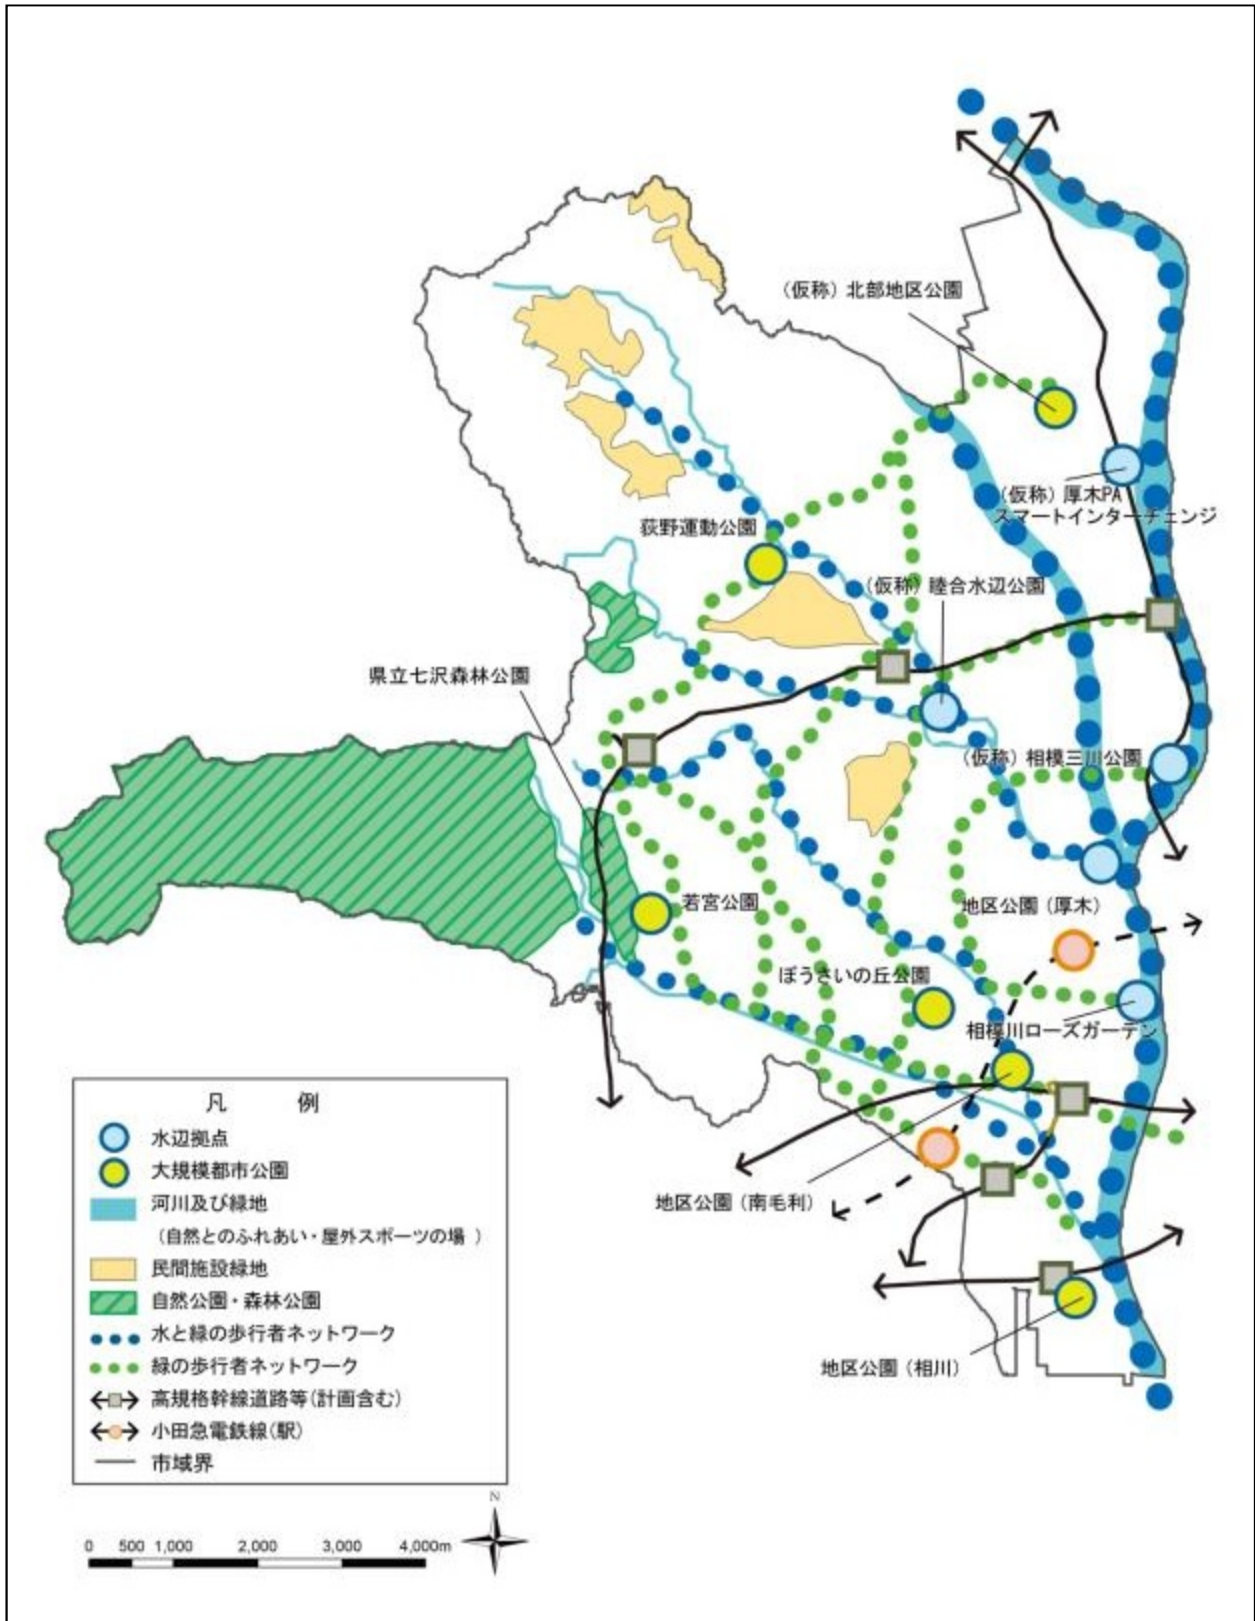 (仮称) 北部地区公園
(仮称) 厚木PA
スマートインターチェンジ
荻野運動公園
(仮称) 睦合水辺公園
県立七沢森林公園
(仮称) 相模三川公園
若宮公園
地区公園 (厚木)
ぼうさいの丘公園
相模川ローズガーデン
地区公園 (南毛利)
地区公園 (相川)
凡 例
水辺拠点
大規模都市公園
河川及び緑地
(自然とのふれあい・屋外スポーツの場 )
民間施設緑地
自然公園・森林公園
水と緑の歩行者ネットワーク
緑の歩行者ネットワーク
高規格幹線道路等(計画含む)
小田急電鉄線(駅)
市域界
N
0 500 1,000 2,000 3,000 4,000m